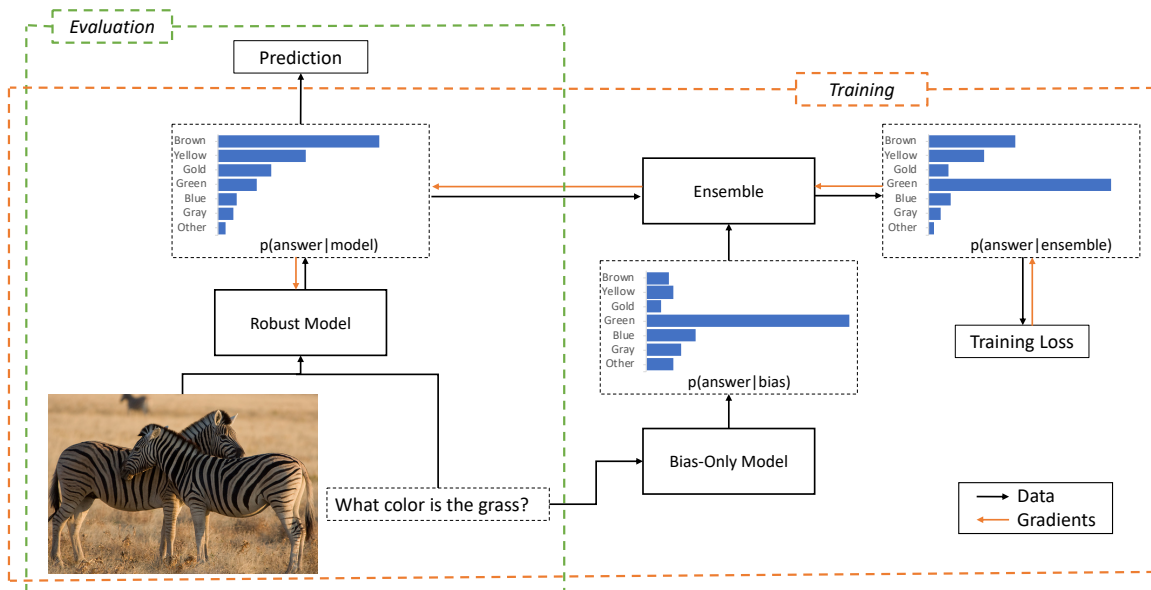 Evaluation
Prediction
Training
Brown
Yellow
Gold
Green
Blue
Gray
Other
p(answer|model)
Ensemble
Brown
Yellow
Gold
Green
Blue
Gray
Other
p(answer|ensemble)
Robust Model
Brown
Yellow
Gold
Green
Blue
Gray
Other
p(answer|bias)
Training Loss
Bias-Only Model
What color is the grass?
Data
Gradients